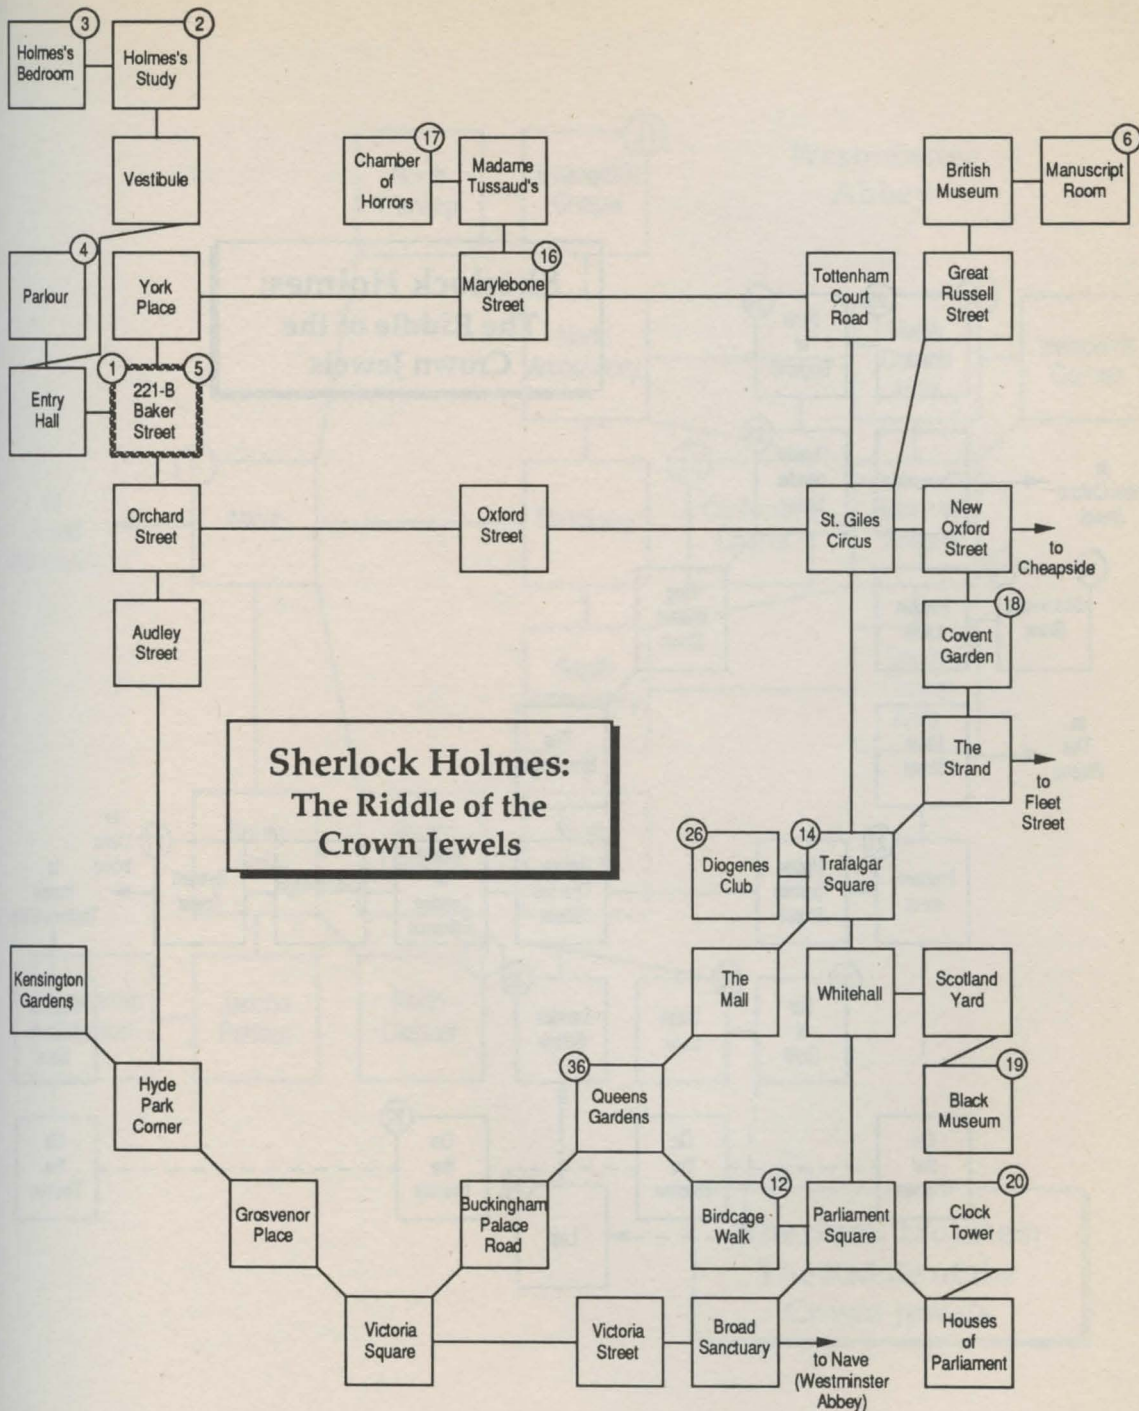 3
Holmes's
Bedroom
2
Holmes's
Study
Vestibule
17
Chamber
of
Horrors
Madame
Tussaud's
British
Museum
6
Manuscript
Room
4
Parlour
York
Place
16
Marylebone
Street
Tottenham
Court
Road
Great
Russell
Street
Entry
Hall
1
5
221-B
Baker
Street
Orchard
Street
Oxford
Street
St. Giles
Circus
New
Oxford
Street
to
Cheapside
Audley
Street
18
Covent
Garden
The
Strand
to
Fleet
Street
Sherlock Holmes:
The Riddle of the
Crown Jewels
26
Diogenes
Club
14
Trafalgar
Square
Kensington
Gardens
The
Mall
Whitehall
Scotland
Yard
Hyde
Park
Corner
36
Queens
Gardens
19
Black
Museum
Grosvenor
Place
Buckingham
Palace
Road
12
Birdcage
Walk
Parliament
Square
20
Clock
Tower
Victoria
Square
Victoria
Street
Broad
Sanctuary
to Nave
(Westminster
Abbey)
Houses
of
Parliament